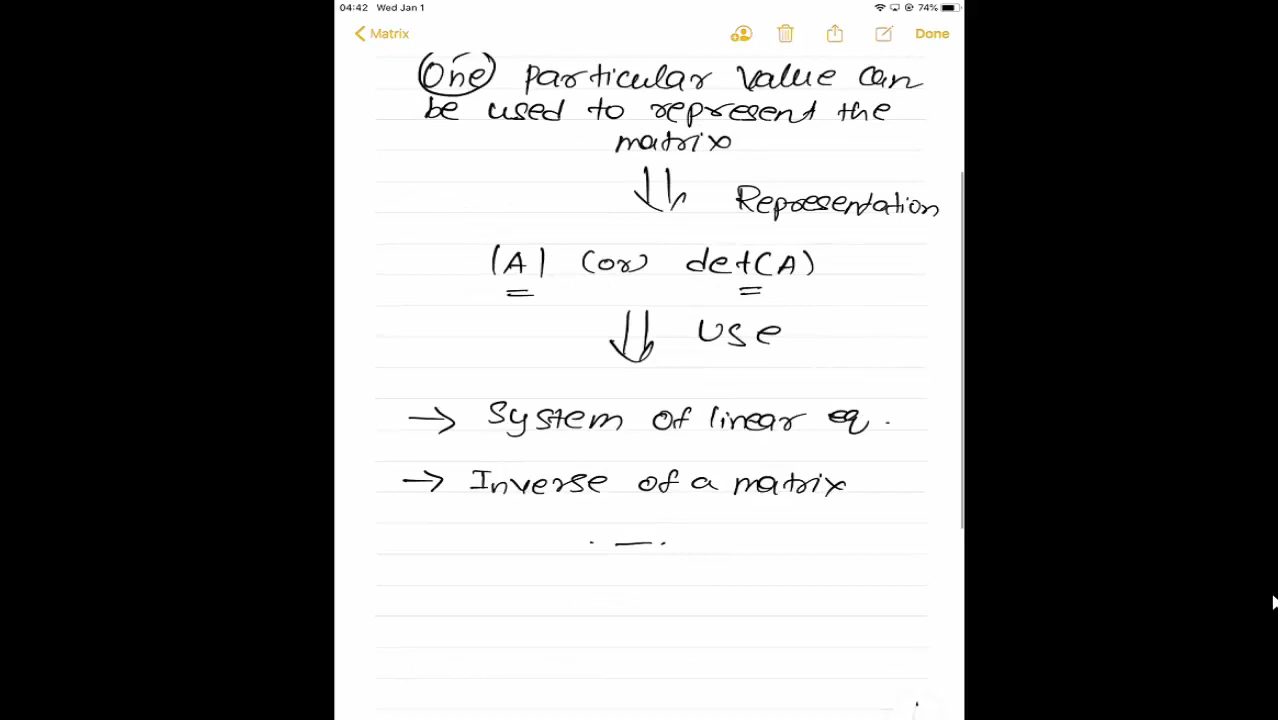 04:42 Wed Jan 1 74%
Matrix Done
One particular value can
be used to represent the
matrix
Representation
|A| (or) det(A)
Use
→ System of linear eq.
→ Inverse of a matrix